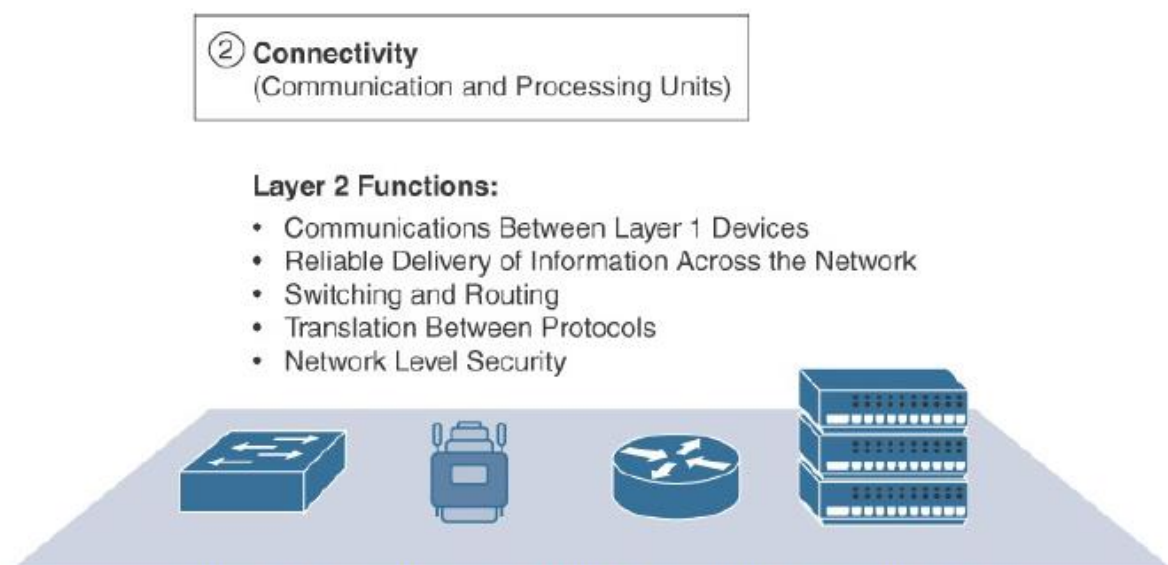 ② Connectivity
(Communication and Processing Units)
Layer 2 Functions:
• Communications Between Layer 1 Devices
• Reliable Delivery of Information Across the Network
• Switching and Routing
• Translation Between Protocols
• Network Level Security